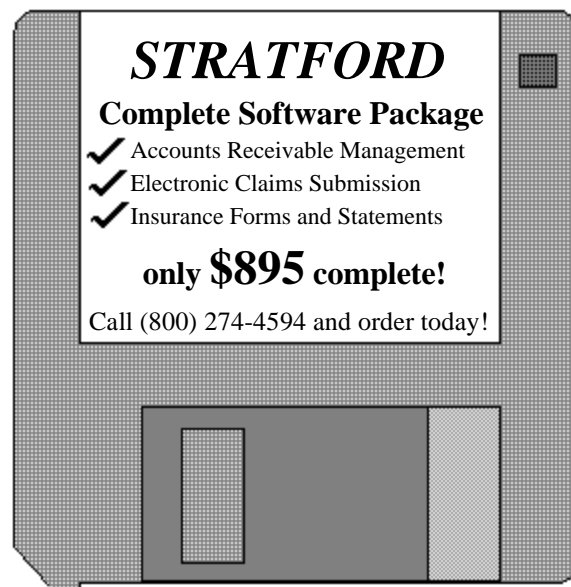 STRATFORD
Complete Software Package
Accounts Receivable Management
Electronic Claims Submission
Insurance Forms and Statements
only $895 complete!
Call (800) 274-4594 and order today!